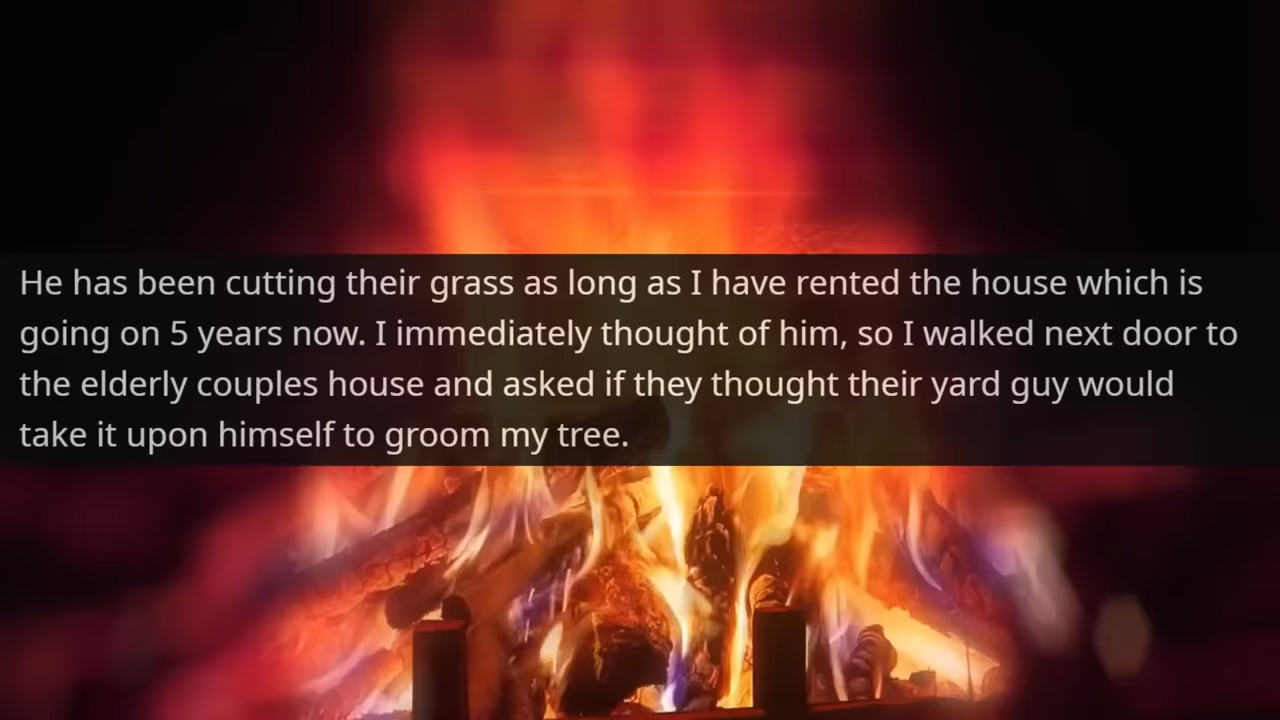 He has been cutting their grass as long as I have rented the house which is
going on 5 years now. I immediately thought of him, so I walked next door to
the elderly couples house and asked if they thought their yard guy would
take it upon himself to groom my tree.